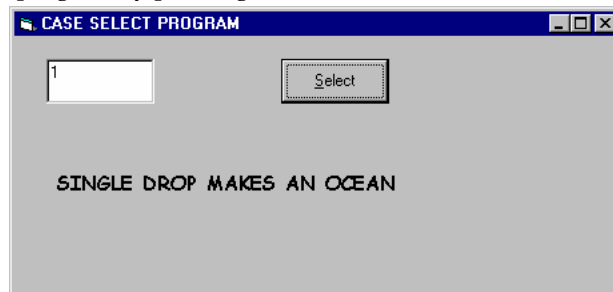 CASE SELECT PROGRAM
1
Select
SINGLE DROP MAKES AN OCEAN